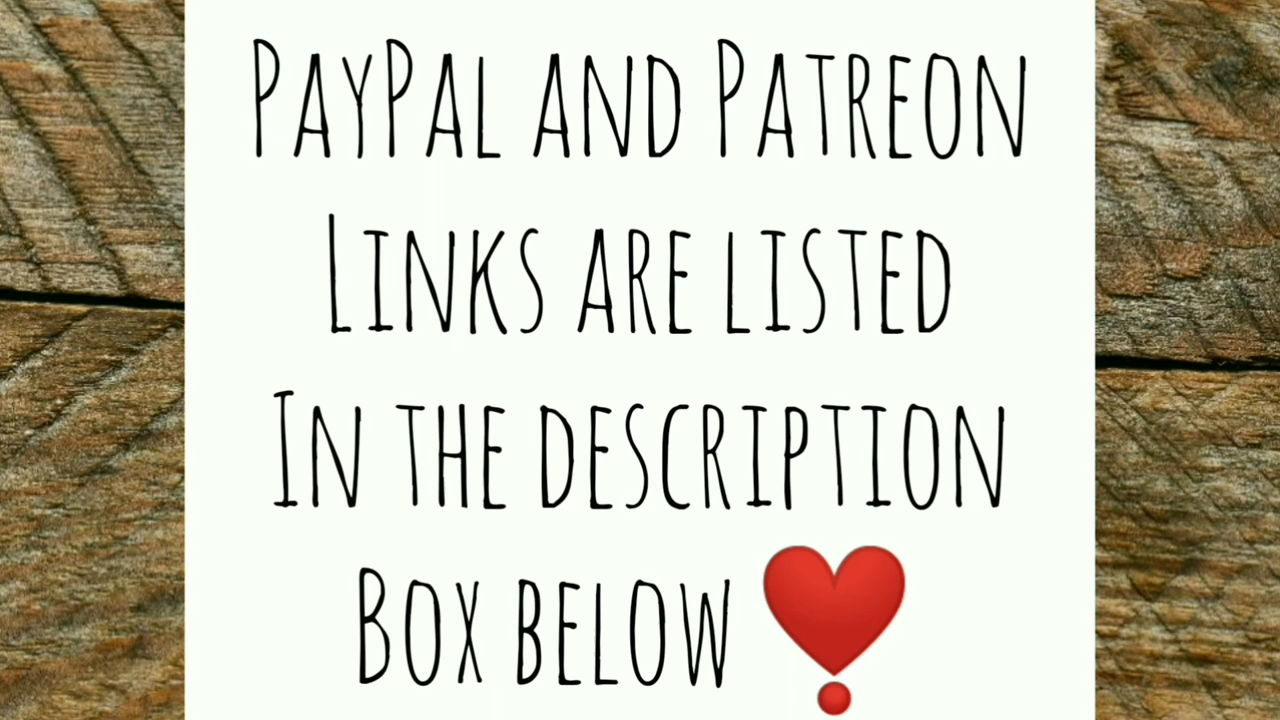 PayPal and Patreon
Links are listed
In the description
Box below ❣